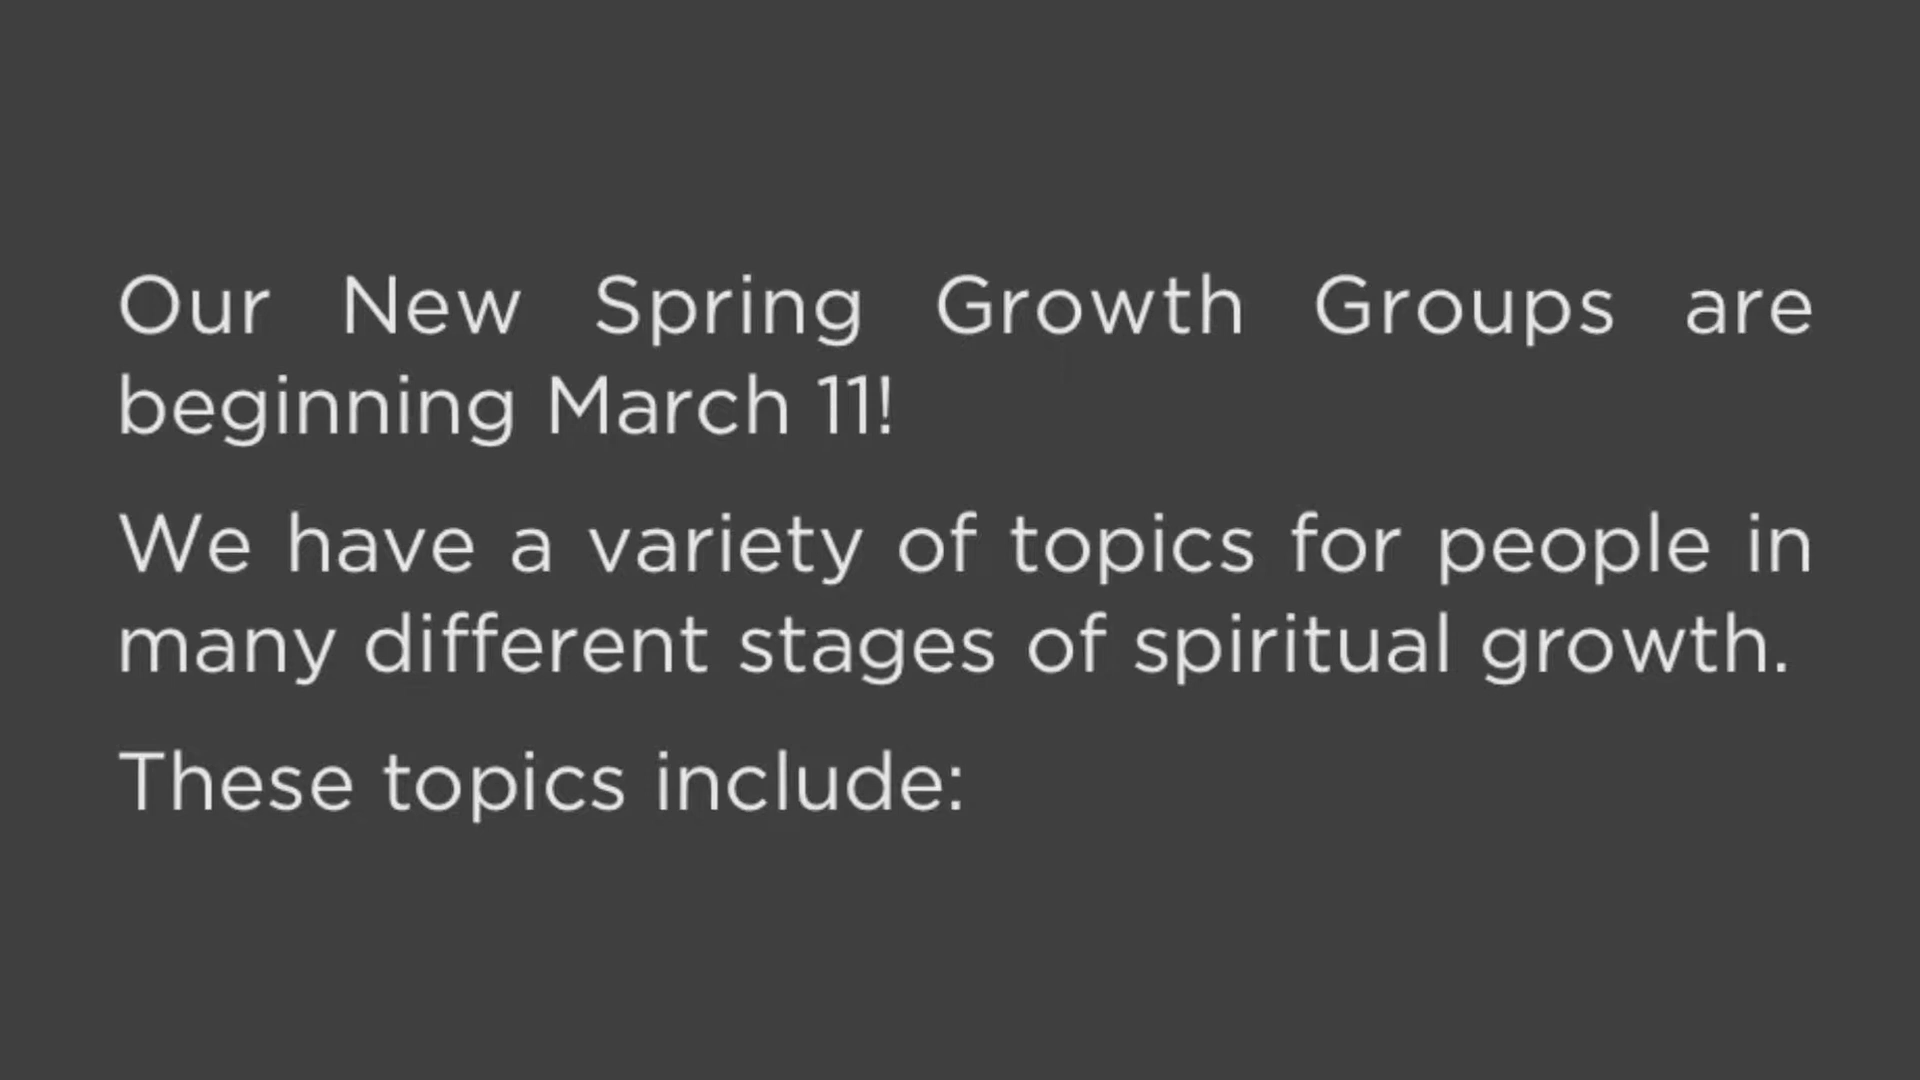 Our New Spring Growth Groups are
beginning March 11!
We have a variety of topics for people in
many different stages of spiritual growth.
These topics include: